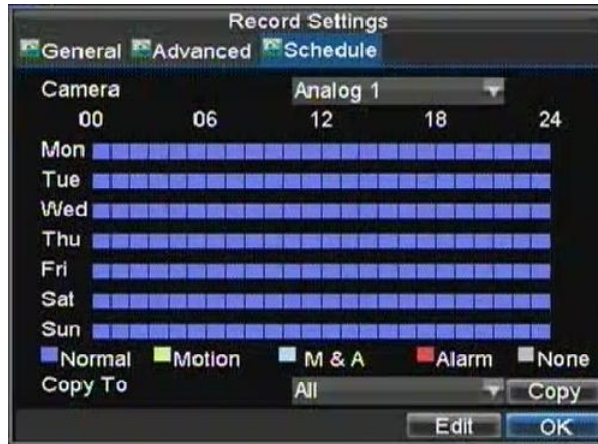 Record Settings
General Advanced Schedule
Camera Analog 1
00 06 12 18 24
Mon
Tue
Wed
Thu
Fri
Sat
Sun
Normal Motion M & A Alarm None
Copy To All Copy
Edit OK